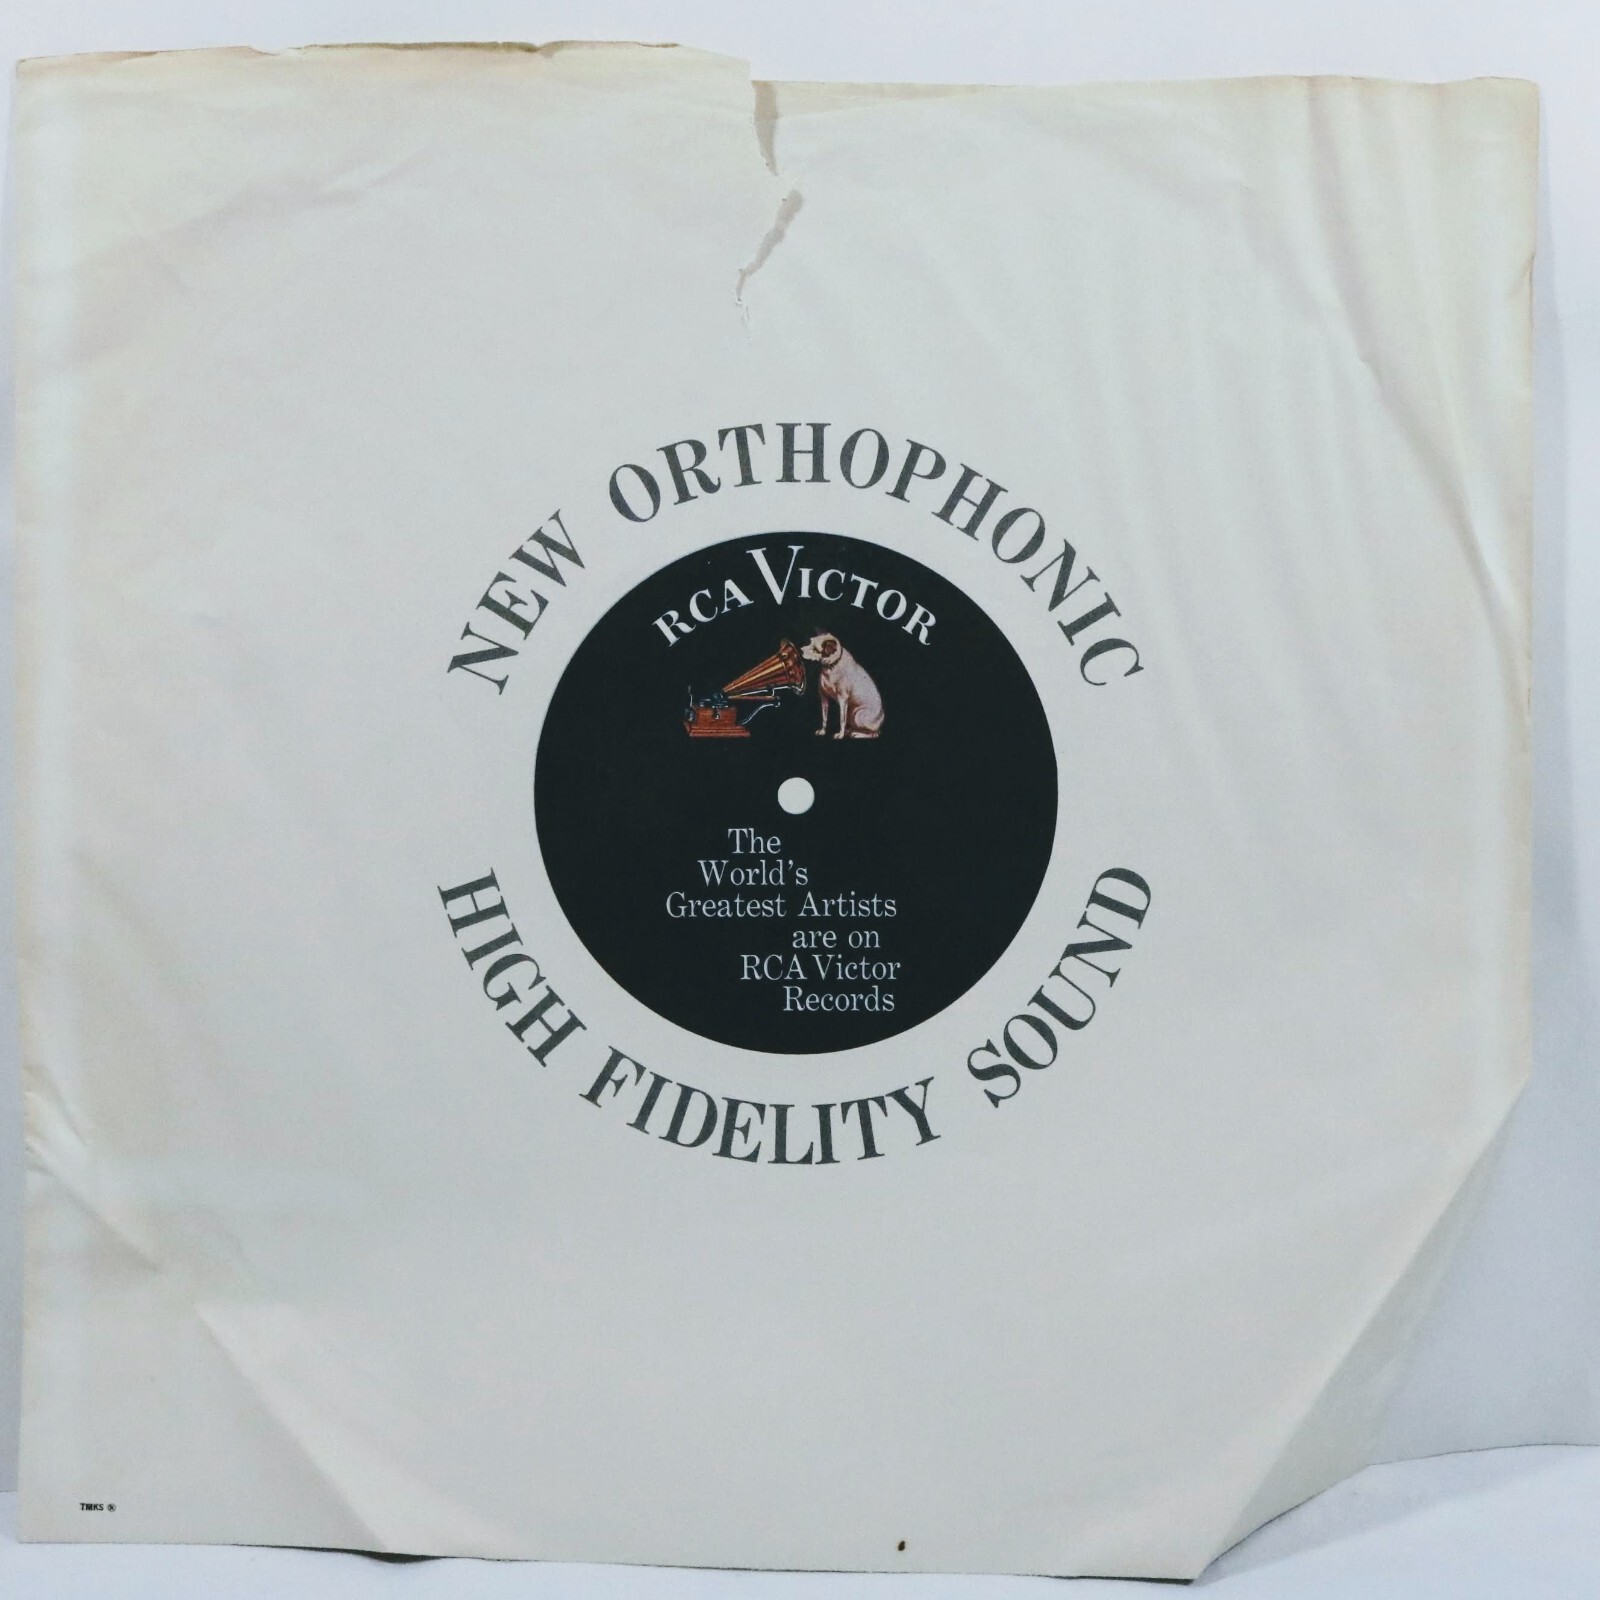 NEW ORTHOPHONIC
RCA VICTOR
The
World's
Greatest Artists
are on
RCA Victor
Records
HIGH FIDELITY SOUND
TMKS ®